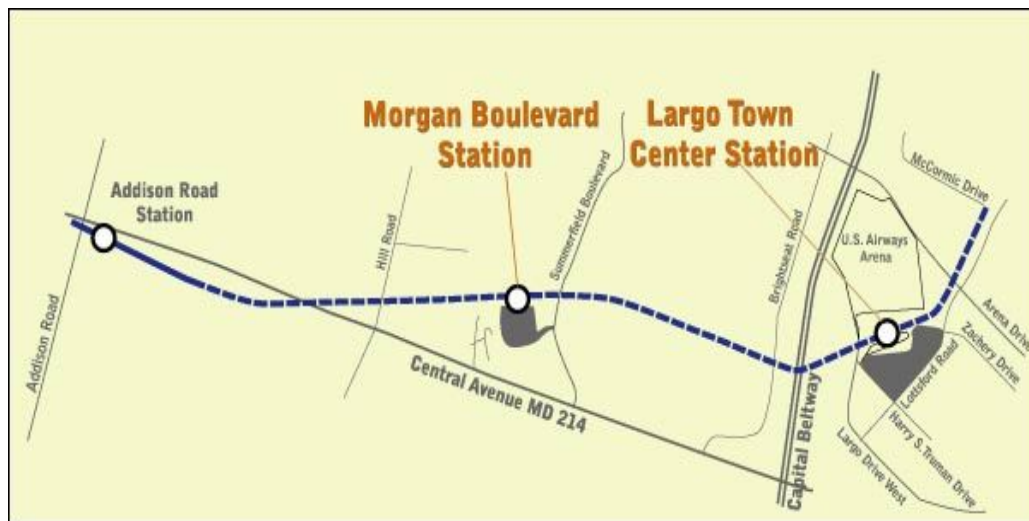 Morgan Boulevard
Station
Largo Town
Center Station
Addison Road
Station
McCormic Drive
Summerfield Boulevard
Hill Road
Brightseat Road
U.S. Airways
Arena
Addison Road
Arena Drive
Zachery Drive
Lottsford Road
Central Avenue MD 214
Capital Beltway
Harry S. Truman Drive
Largo Drive West